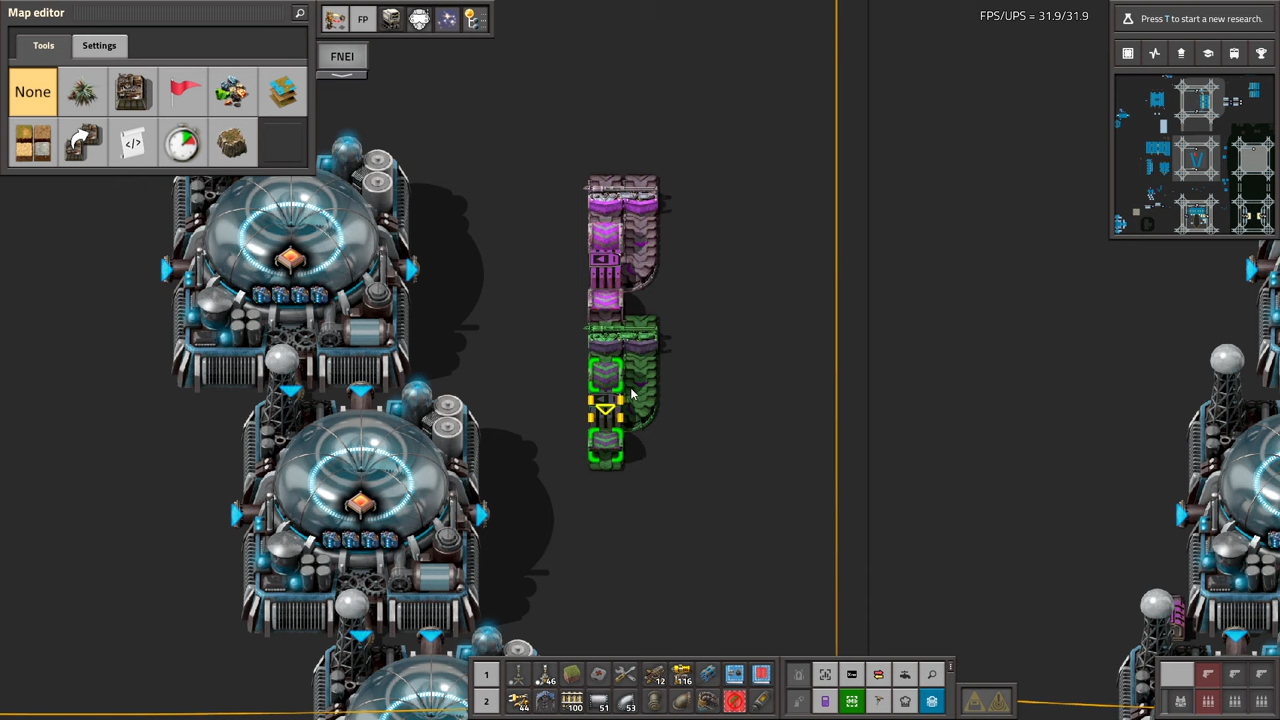 Map editor
FP
FPS/UPS = 31.9/31.9
Press T to start a new research.
Tools
Settings
FNEI
None
</>
1
46
12
116
2
44
100
51
53